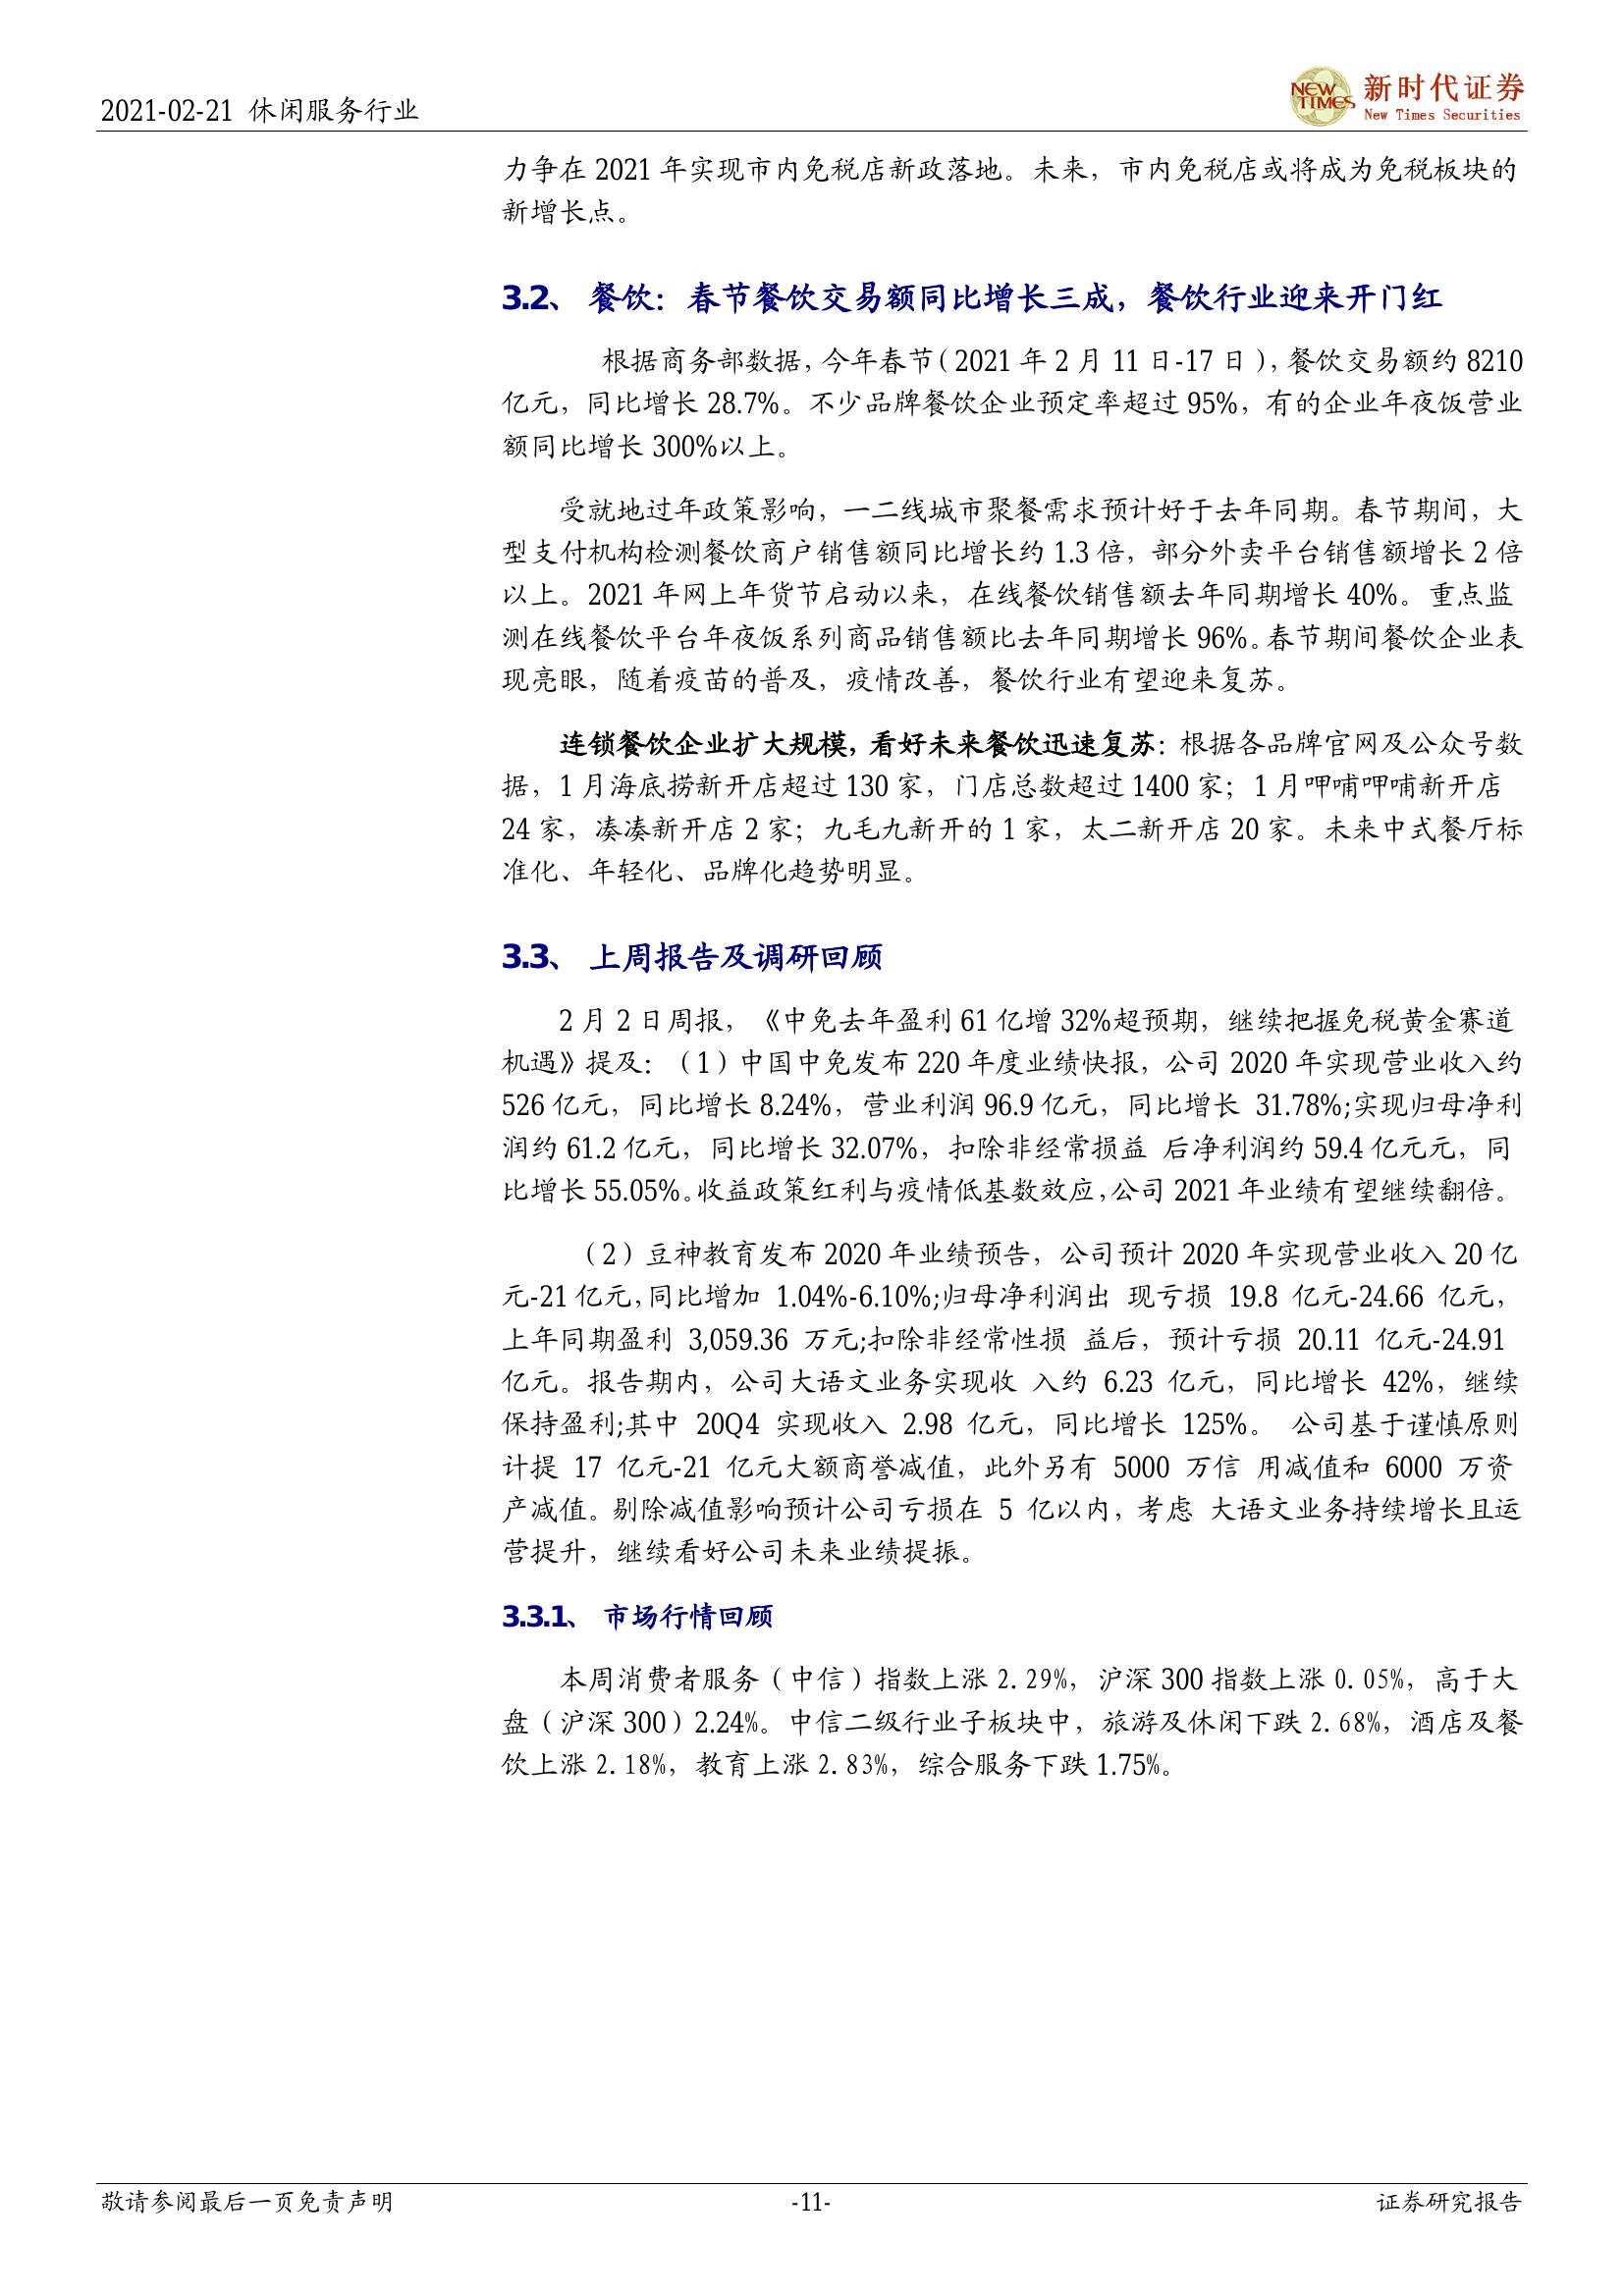 2021-02-21 休闲服务行业
NEW TIMES 新时代证券
New Times Securities
力争在 2021 年实现市内免税店新政落地。未来，市内免税店或将成为免税板块的
新增长点。
3.2、 餐饮：春节餐饮交易额同比增长三成，餐饮行业迎来开门红
根据商务部数据，今年春节（2021 年 2 月 11 日-17 日），餐饮交易额约 8210
亿元，同比增长 28.7%。不少品牌餐饮企业预定率超过 95%，有的企业年夜饭营业
额同比增长 300%以上。
受就地过年政策影响，一二线城市聚餐需求预计好于去年同期。春节期间，大
型支付机构检测餐饮商户销售额同比增长约 1.3 倍，部分外卖平台销售额增长 2 倍
以上。2021 年网上年货节启动以来，在线餐饮销售额去年同期增长 40%。重点监
测在线餐饮平台年夜饭系列商品销售额比去年同期增长 96%。春节期间餐饮企业表
现亮眼，随着疫苗的普及，疫情改善，餐饮行业有望迎来复苏。
连锁餐饮企业扩大规模，看好未来餐饮迅速复苏：根据各品牌官网及公众号数
据，1 月海底捞新开店超过 130 家，门店总数超过 1400 家；1 月呷哺呷哺新开店
24 家，凑凑新开店 2 家；九毛九新开的 1 家，太二新开店 20 家。未来中式餐厅标
准化、年轻化、品牌化趋势明显。
3.3、 上周报告及调研回顾
2 月 2 日周报，《中免去年盈利 61 亿增 32%超预期，继续把握免税黄金赛道
机遇》提及：（1）中国中免发布 220 年度业绩快报，公司 2020 年实现营业收入约
526 亿元，同比增长 8.24%，营业利润 96.9 亿元，同比增长 31.78%;实现归母净利
润约 61.2 亿元，同比增长 32.07%，扣除非经常损益 后净利润约 59.4 亿元元，同
比增长 55.05%。收益政策红利与疫情低基数效应，公司 2021 年业绩有望继续翻倍。
（2）豆神教育发布 2020 年业绩预告，公司预计 2020 年实现营业收入 20 亿
元-21 亿元，同比增加 1.04%-6.10%;归母净利润出 现亏损 19.8 亿元-24.66 亿元，
上年同期盈利 3,059.36 万元;扣除非经常性损 益后，预计亏损 20.11 亿元-24.91
亿元。报告期内，公司大语文业务实现收 入约 6.23 亿元，同比增长 42%，继续
保持盈利;其中 20Q4 实现收入 2.98 亿元，同比增长 125%。 公司基于谨慎原则
计提 17 亿元-21 亿元大额商誉减值，此外另有 5000 万信 用减值和 6000 万资
产减值。剔除减值影响预计公司亏损在 5 亿以内，考虑 大语文业务持续增长且运
营提升，继续看好公司未来业绩提振。
3.3.1、 市场行情回顾
本周消费者服务（中信）指数上涨 2.29%，沪深 300 指数上涨 0.05%，高于大
盘（沪深 300）2.24%。中信二级行业子板块中，旅游及休闲下跌 2.68%，酒店及餐
饮上涨 2.18%，教育上涨 2.83%，综合服务下跌 1.75%。
敬请参阅最后一页免责声明 -11- 证券研究报告